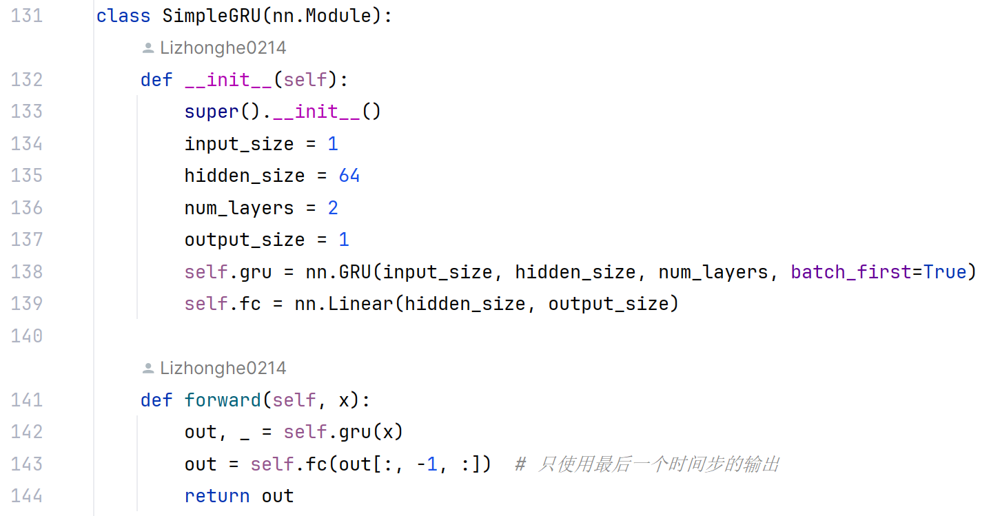 131 class SimpleGRU(nn.Module):
Lizhonghe0214
132 def __init__(self):
133 super().__init__()
134 input_size = 1
135 hidden_size = 64
136 num_layers = 2
137 output_size = 1
138 self.gru = nn.GRU(input_size, hidden_size, num_layers, batch_first=True)
139 self.fc = nn.Linear(hidden_size, output_size)
140
Lizhonghe0214
141 def forward(self, x):
142 out, _ = self.gru(x)
143 out = self.fc(out[:, -1, :])  # 只使用最后一个时间步的输出
144 return out